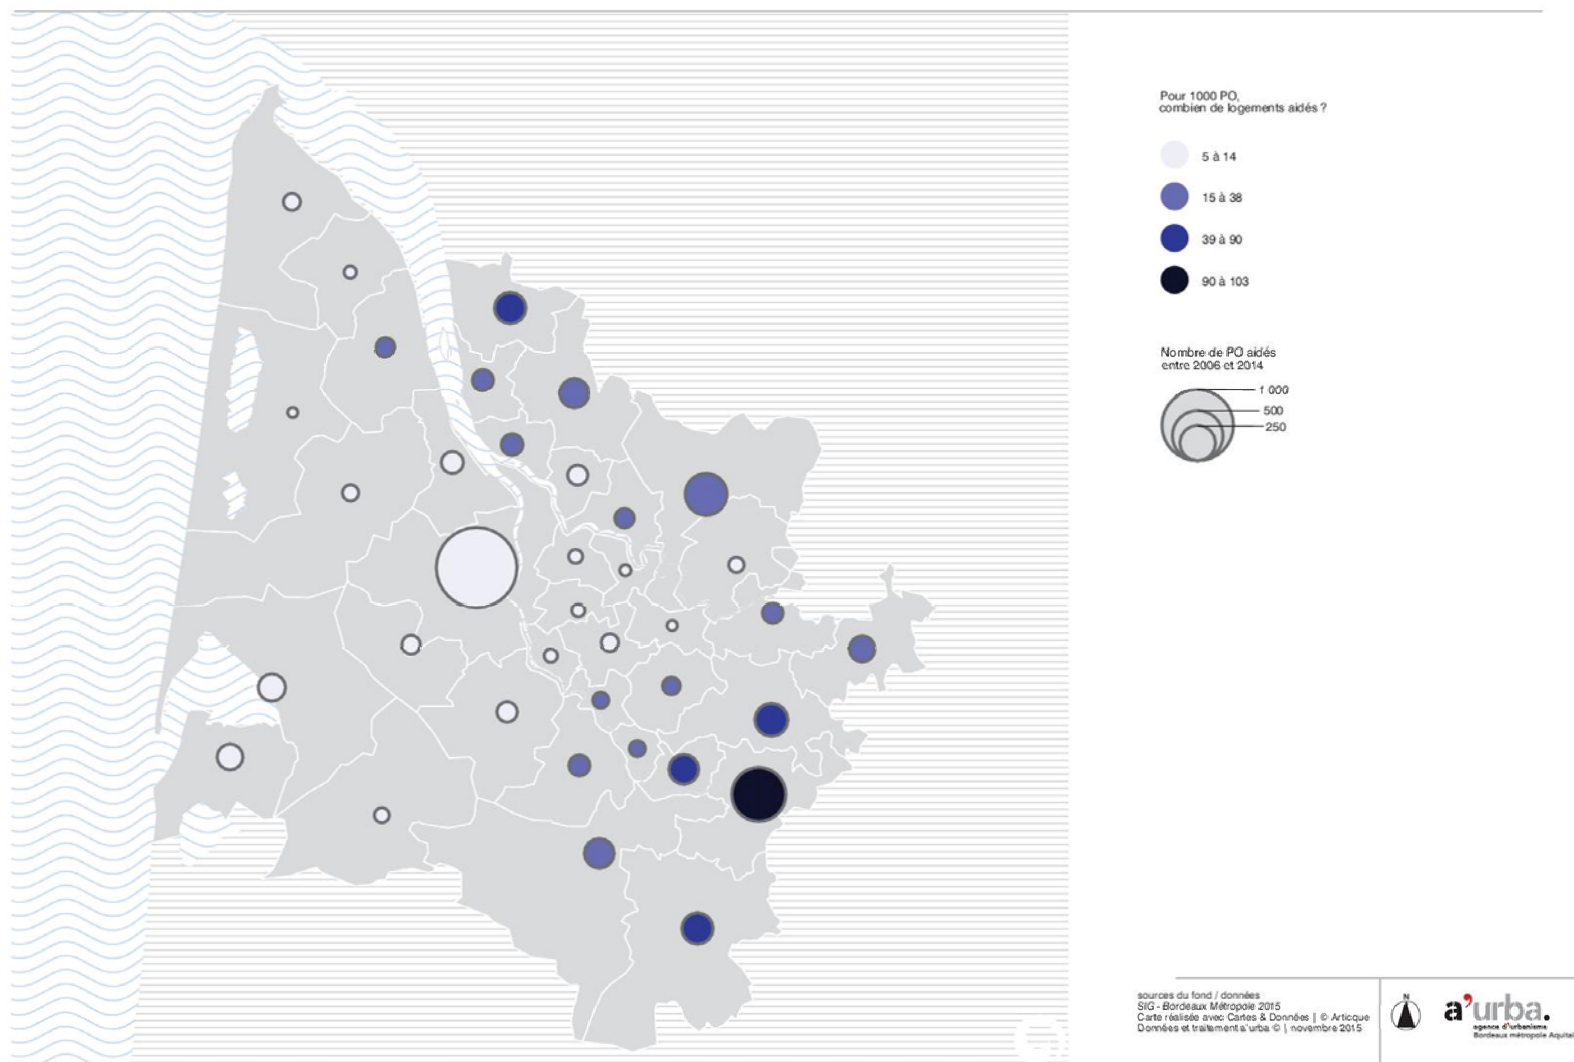 Pour 1000 PO,
combien de logements aidés ?
5 à 14
15 à 38
39 à 90
90 à 103
Nombre de PO aidés
entre 2006 et 2014
1 000
500
250
sources du fond / données
SIG - Bordeaux Métropole 2015
Carte réalisée avec Cartes & Données | © Articque
Données et traitement a'urba © | novembre 2015
N
a'urba.
agence d'urbanisme
Bordeaux métropole Aquitai